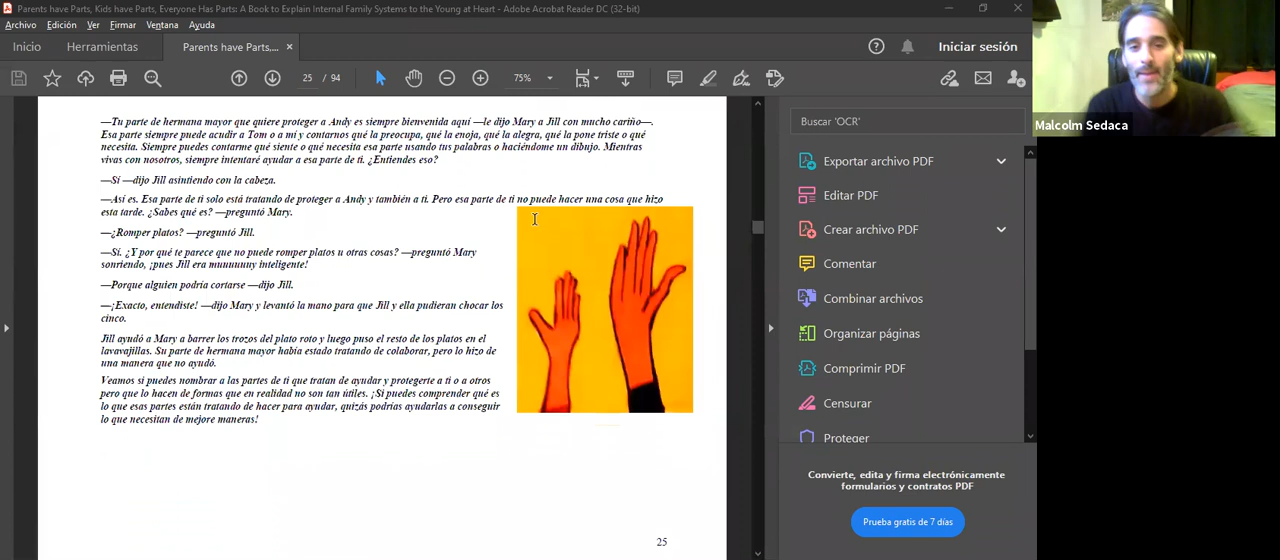 Parents have Parts, Kids have Parts, Everyone Has Parts: A Book to Explain Internal Family Systems to the Young at Heart - Adobe Acrobat Reader DC (32-bit)
Archivo Edición Ver Firmar Ventana Ayuda
Inicio Herramientas Parents have Parts,... × Iniciar sesión
25 / 94 75%
—Tu parte de hermana mayor que quiere proteger a Andy es siempre bienvenida aquí —le dijo Mary a Jill con mucho cariño—.
Esa parte siempre puede acudir a Tom o a mí y contarnos qué la preocupa, qué la enoja, qué la alegra, qué la pone triste o qué
necesita. Siempre puedes contarme qué siente o qué necesita esa parte usando tus palabras o haciéndome un dibujo. Mientras
vivas con nosotros, siempre intentaré ayudar a esa parte de ti. ¿Entiendes eso?
—Sí —dijo Jill asintiendo con la cabeza.
—Así es. Esa parte de ti solo está tratando de proteger a Andy y también a ti. Pero esa parte de ti no puede hacer una cosa que hizo
esta tarde. ¿Sabes qué es? —preguntó Mary.
—¿Romper platos? —preguntó Jill.
—Sí. ¿Y por qué te parece que no puede romper platos u otras cosas? —preguntó Mary
sonriendo, ¡pues Jill era muuuuuy inteligente!
—Porque alguien podría cortarse —dijo Jill.
—¡Exacto, entendiste! —dijo Mary y levantó la mano para que Jill y ella pudieran chocar los
cinco.
Jill ayudó a Mary a barrer los trozos del plato roto y luego puso el resto de los platos en el
lavavajillas. Su parte de hermana mayor había estado tratando de colaborar, pero lo hizo de
una manera que no ayudó.
Veamos si puedes nombrar a las partes de ti que tratan de ayudar y protegerte a ti o a otros
pero que lo hacen de formas que en realidad no son tan útiles. ¡Si puedes comprender qué es
lo que esas partes están tratando de hacer para ayudar, quizás podrías ayudarlas a conseguir
lo que necesitan de mejore maneras!
25
Buscar 'OCR'
Exportar archivo PDF
Editar PDF
Crear archivo PDF
Comentar
Combinar archivos
Organizar páginas
Comprimir PDF
Censurar
Proteger
Convierte, edita y firma electrónicamente
formularios y contratos PDF
Prueba gratis de 7 días
Malcolm Sedaca